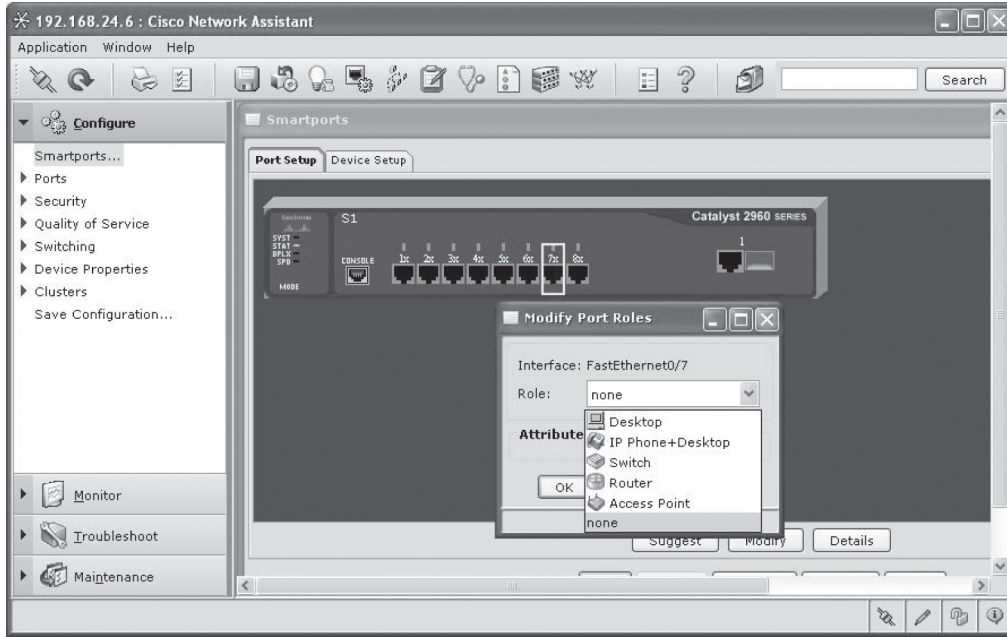 192.168.24.6 : Cisco Network Assistant
Application Window Help
Search
Configure
Smartports...
Ports
Security
Quality of Service
Switching
Device Properties
Clusters
Save Configuration...
Monitor
Troubleshoot
Maintenance
Smartports
Port Setup
Device Setup
Cisco Systems
S1
Catalyst 2960 SERIES
SYST
STAT
DPLX
SPD
MODE
CONSOLE
1x 2x 3x 4x 5x 6x 7x 8x
1
Modify Port Roles
Interface: FastEthernet0/7
Role: none
Attribute
Desktop
IP Phone+Desktop
Switch
Router
Access Point
none
OK
Suggest
Modify
Details